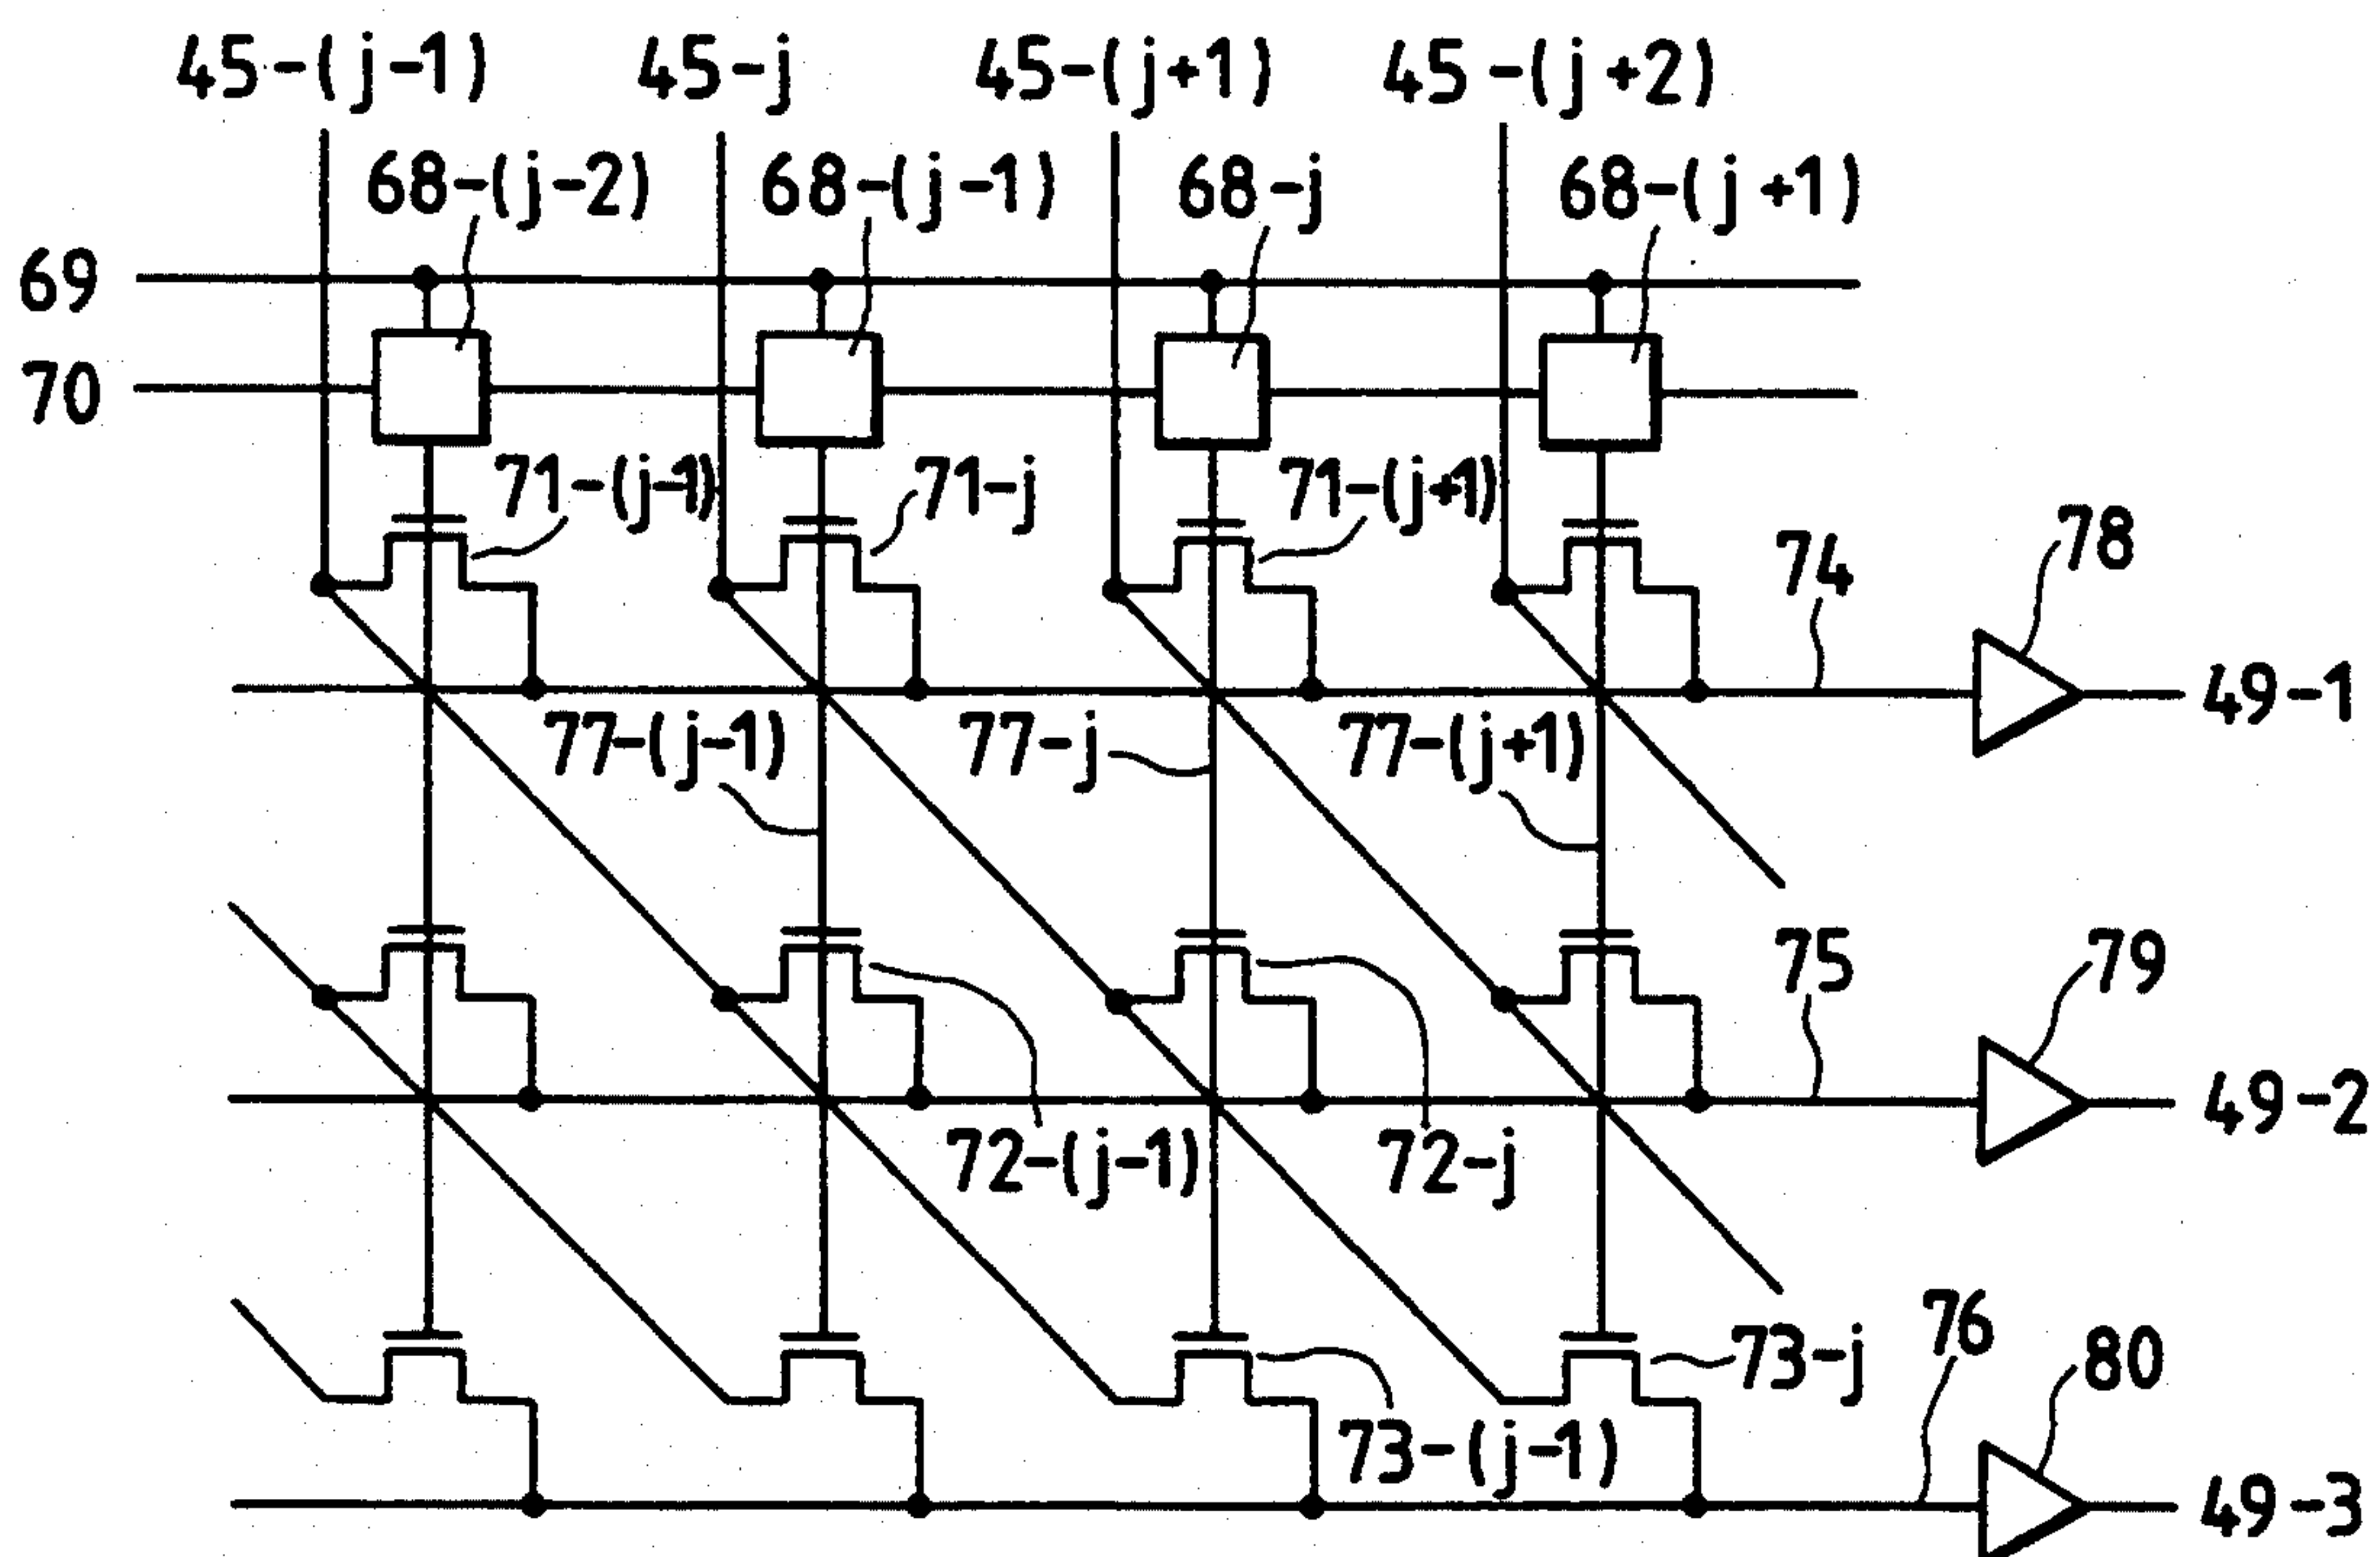 45-(j-1) 45-j 45-(j+1) 45-(j+2)
68-(j-2) 68-(j-1) 68-j 68-(j+1)
69
70
71-(j-1) 71-j 71-(j+1)
74 78
49-1
77-(j-1) 77-j 77-(j+1)
75 79
49-2
72-(j-1) 72-j
76
73-j 80
73-(j-1)
49-3